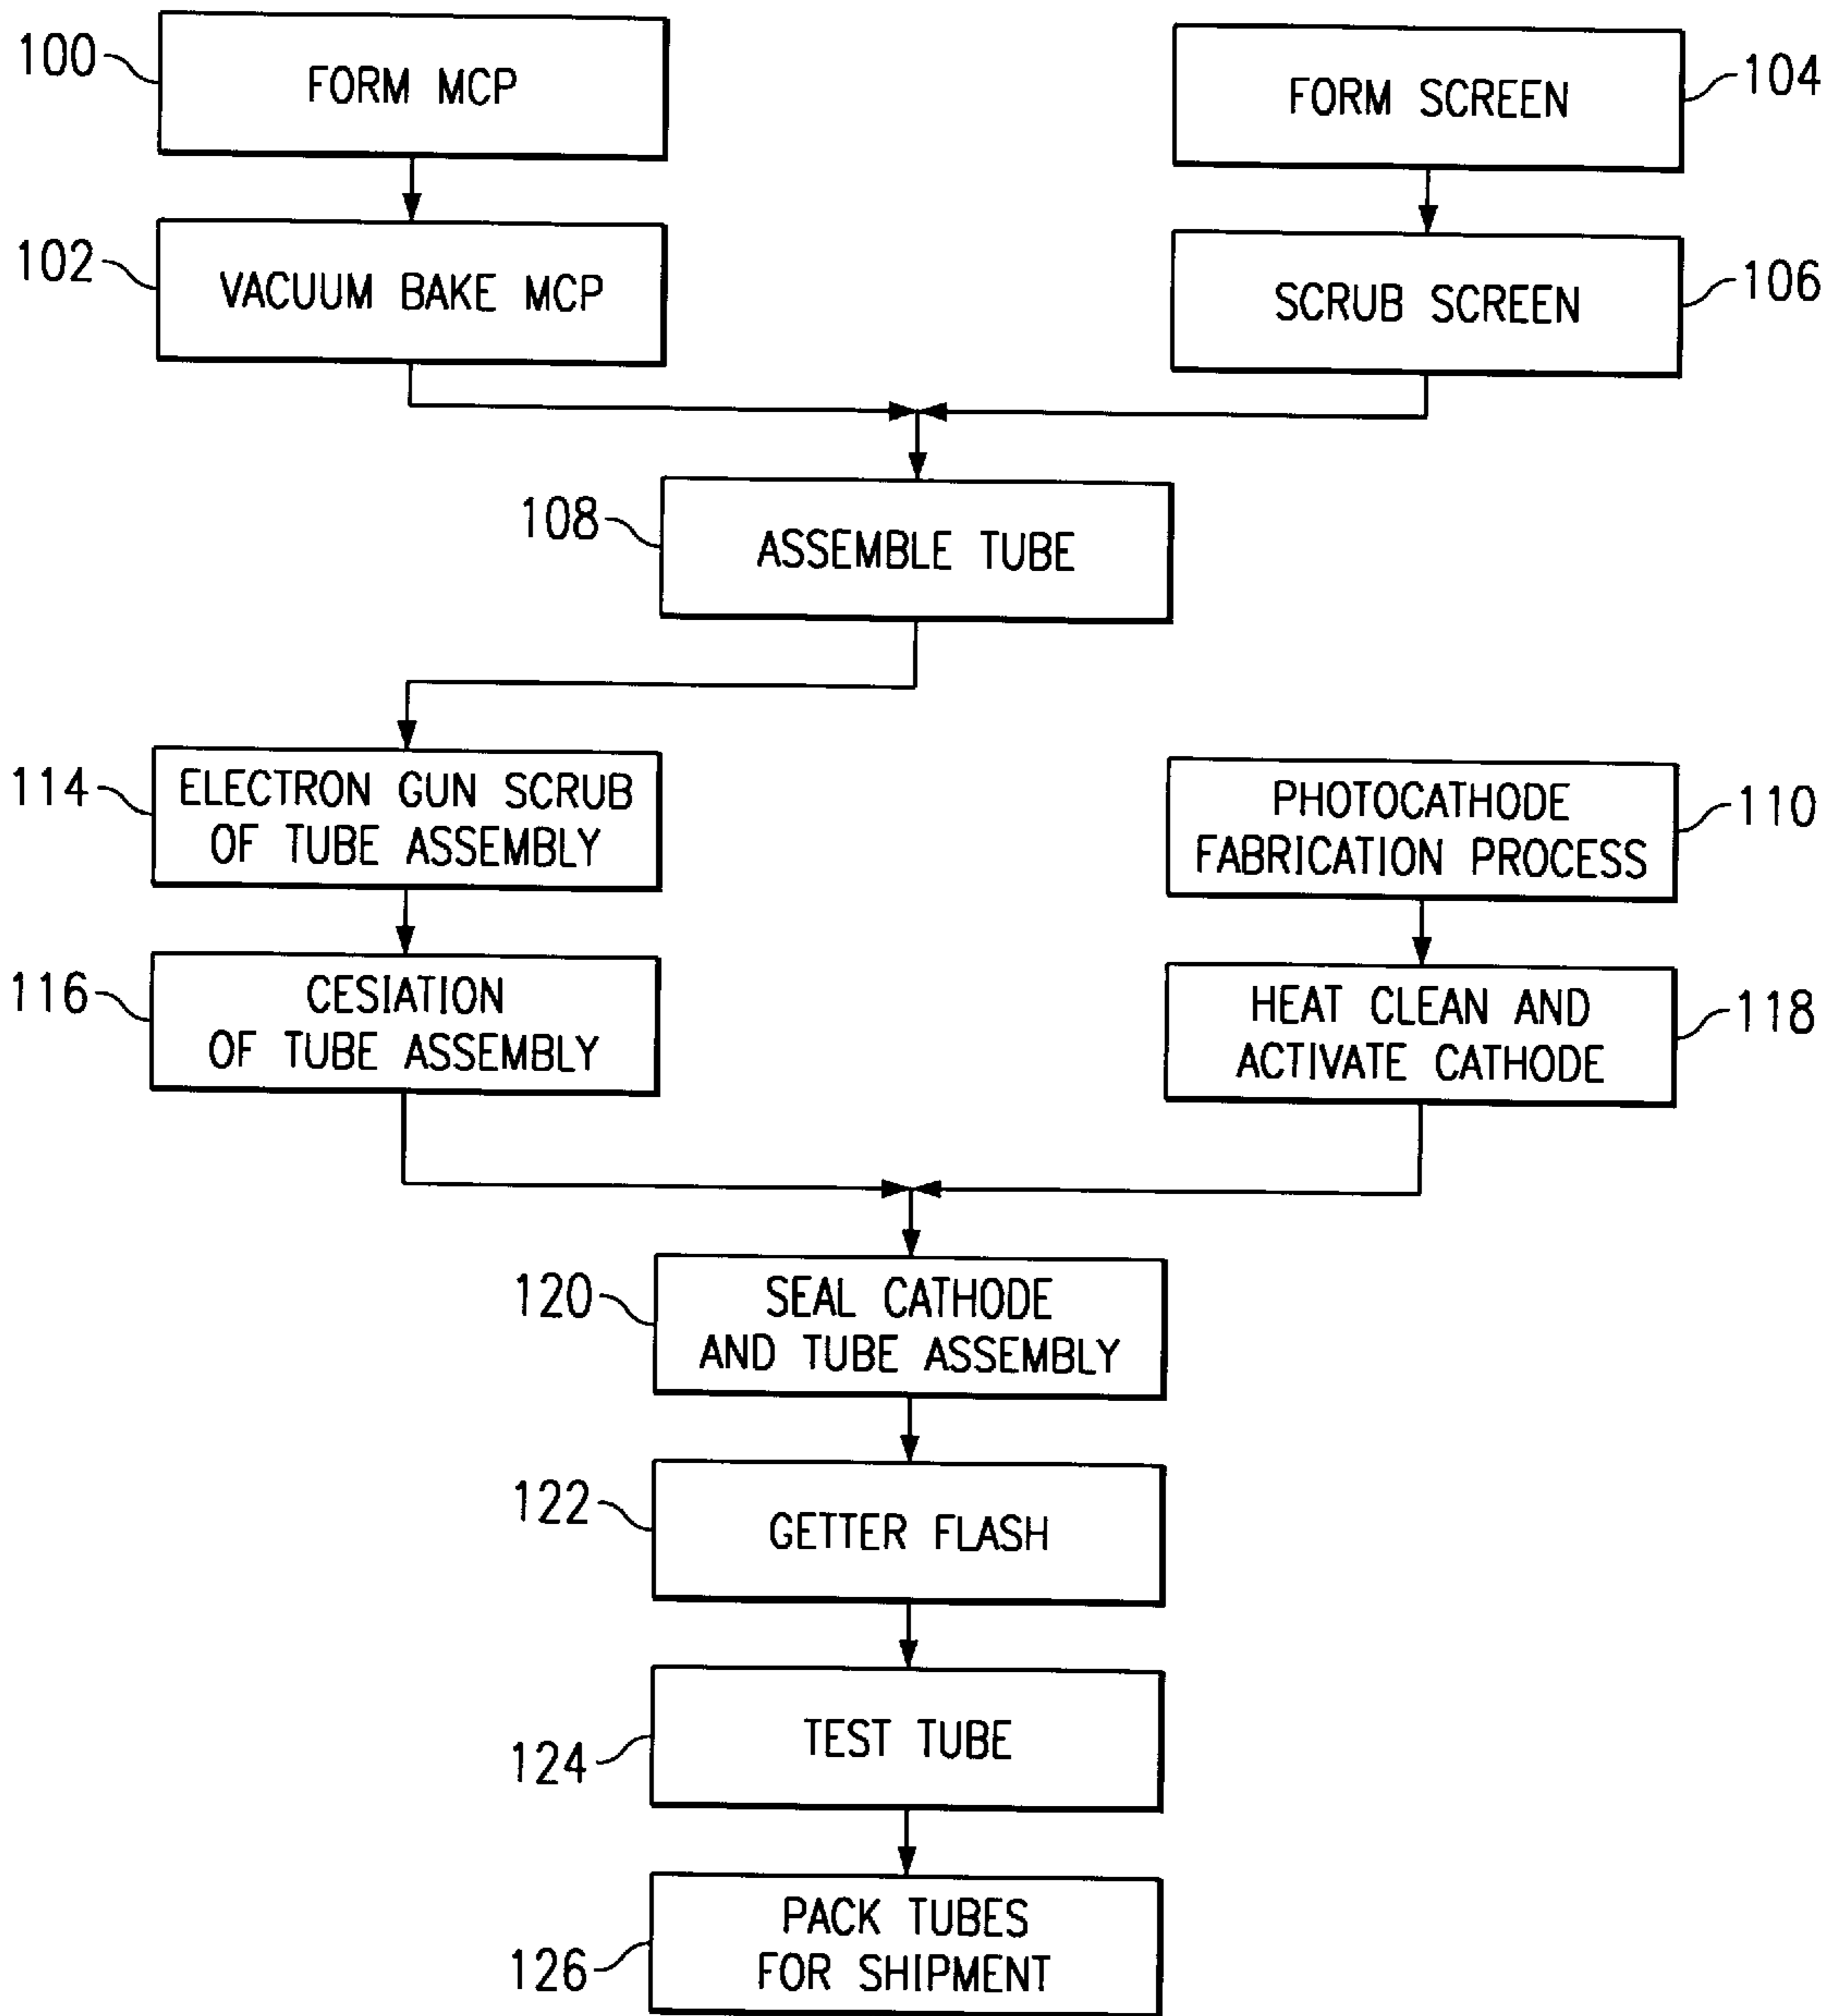 100
FORM MCP
104
FORM SCREEN
102
VACUUM BAKE MCP
106
SCRUB SCREEN
108
ASSEMBLE TUBE
114
ELECTRON GUN SCRUB
OF TUBE ASSEMBLY
110
PHOTOCATHODE
FABRICATION PROCESS
116
CESIATION
OF TUBE ASSEMBLY
118
HEAT CLEAN AND
ACTIVATE CATHODE
120
SEAL CATHODE
AND TUBE ASSEMBLY
122
GETTER FLASH
124
TEST TUBE
126
PACK TUBES
FOR SHIPMENT